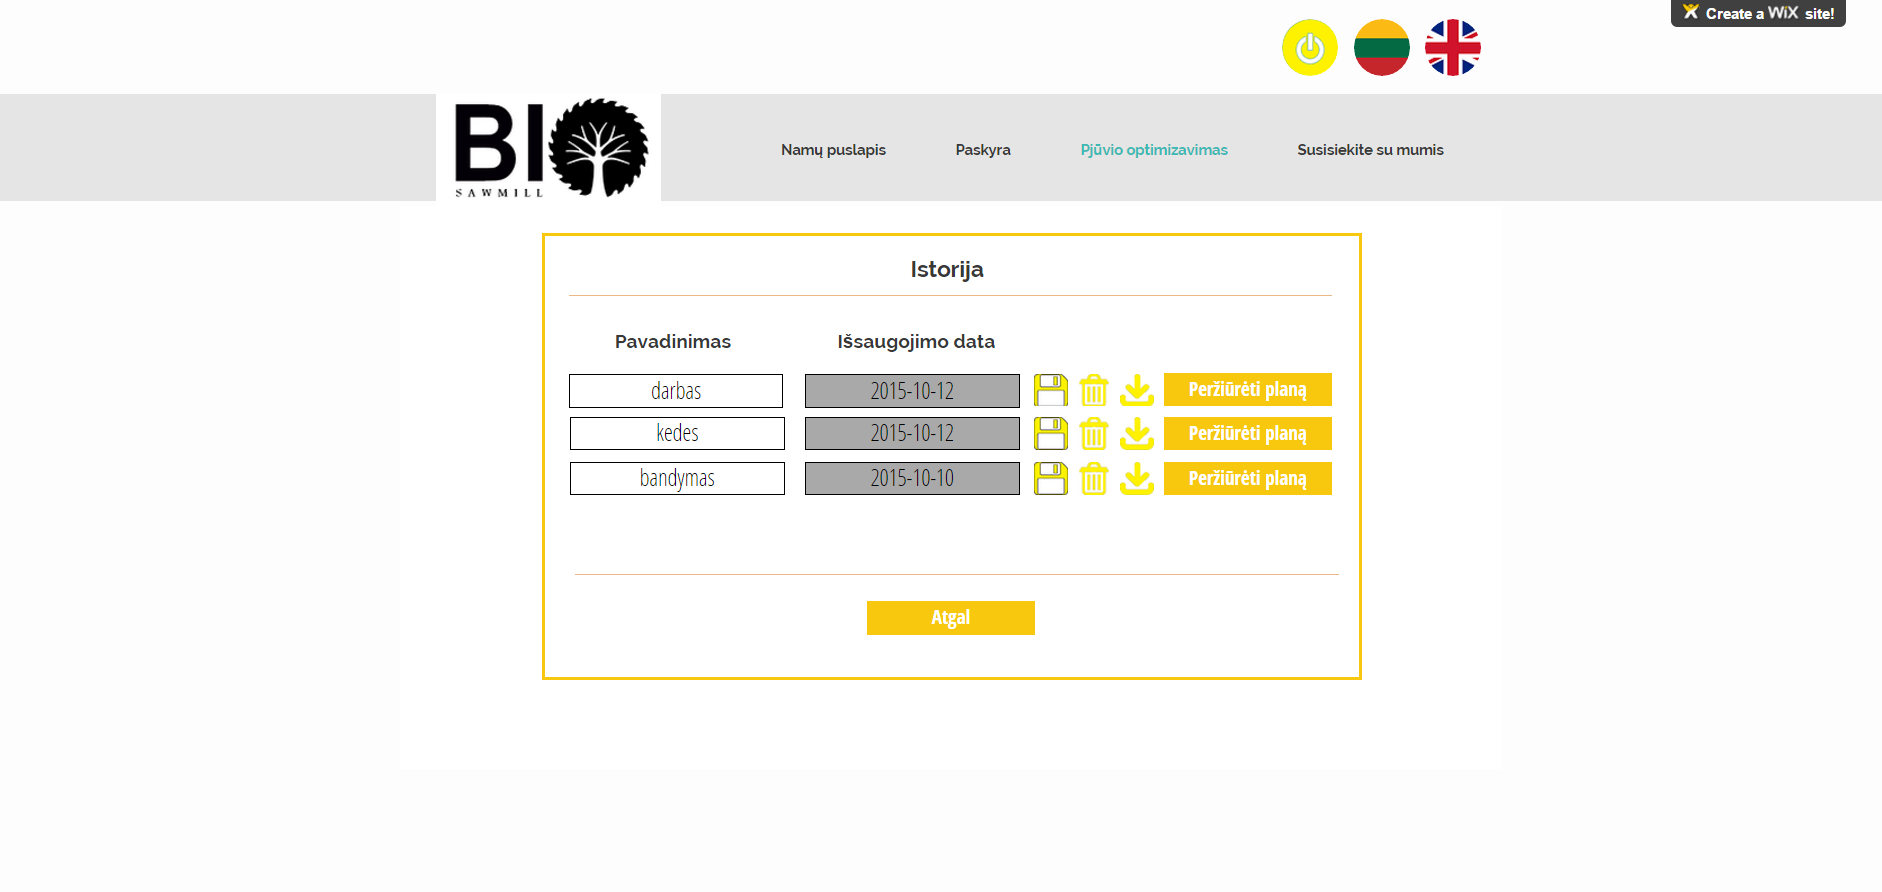 Create a WiX site!
BIO
SAWMILL
Namų puslapis Paskyra Pjūvio optimizavimas Susisiekite su mumis
Istorija
Pavadinimas Išsaugojimo data
darbas 2015-10-12 Peržiūrėti planą
kedes 2015-10-12 Peržiūrėti planą
bandymas 2015-10-10 Peržiūrėti planą
Atgal